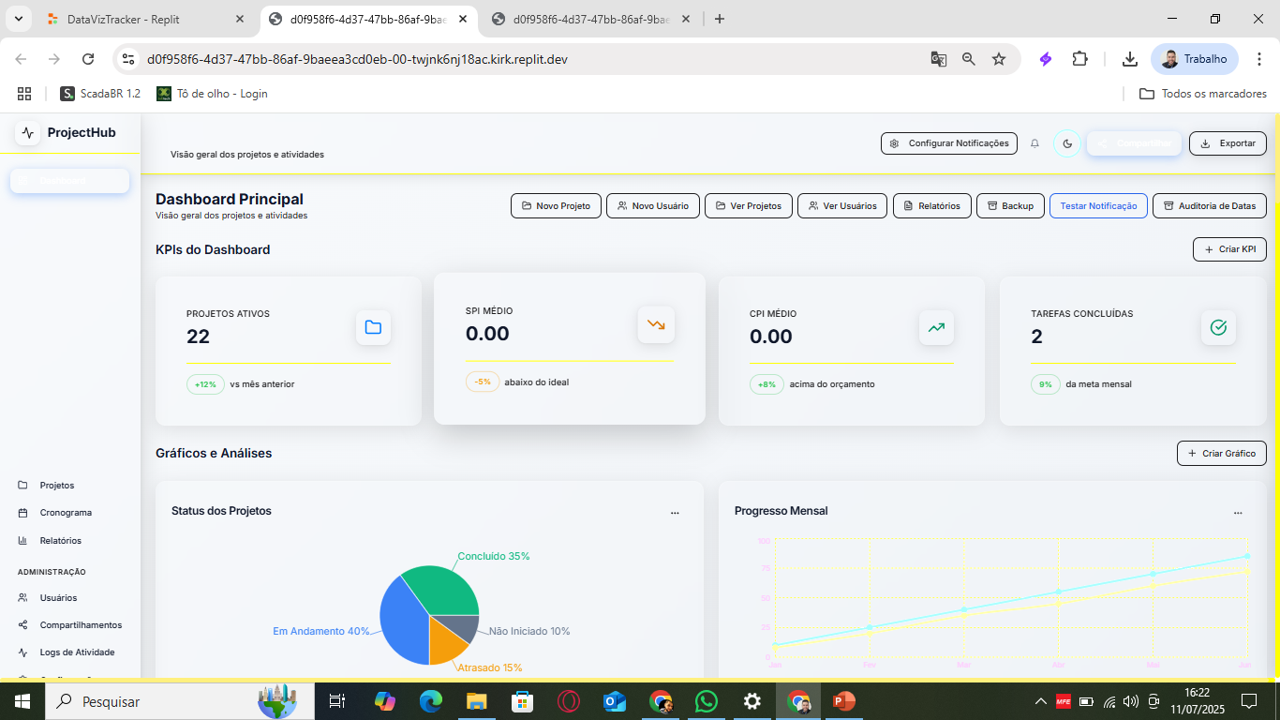 DataVizTracker - Replit
d0f958f6-4d37-47bb-86af-9bae
d0f958f6-4d37-47bb-86af-9bae
d0f958f6-4d37-47bb-86af-9baeea3cd0eb-00-twjnk6nj18ac.kirk.replit.dev
Trabalho
ScadaBR 1.2
Tô de olho - Login
Todos os marcadores
ProjectHub
Visão geral dos projetos e atividades
Configurar Notificações
Compartilhar
Exportar
Dashboard Principal
Visão geral dos projetos e atividades
Novo Projeto
Novo Usuário
Ver Projetos
Ver Usuários
Relatórios
Backup
Testar Notificação
Auditoria de Datas
KPIs do Dashboard
Criar KPI
PROJETOS ATIVOS
22
+12% vs mês anterior
SPI MÉDIO
0.00
-5% abaixo do ideal
CPI MÉDIO
0.00
+8% acima do orçamento
TAREFAS CONCLUÍDAS
2
9% da meta mensal
Gráficos e Análises
Criar Gráfico
Projetos
Cronograma
Relatórios
ADMINISTRAÇÃO
Usuários
Compartilhamentos
Logs de Atividade
Status dos Projetos
...
Concluído 35%
Em Andamento 40%
Não Iniciado 10%
Atrasado 15%
Progresso Mensal
...
100
75
50
25
0
Jan
Fev
Mar
Abr
Mai
Jun
Pesquisar
MFE
16:22
11/07/2025